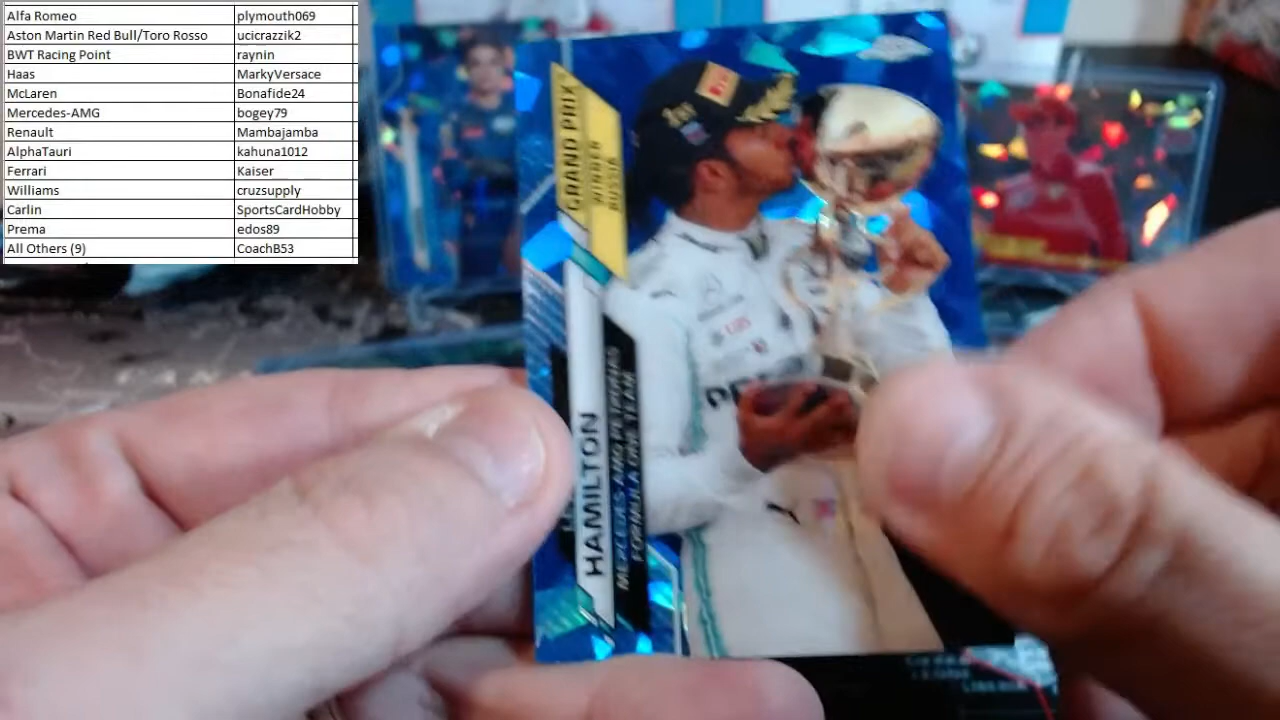 Alfa Romeo plymouth069
Aston Martin Red Bull/Toro Rosso ucicrazzik2
BWT Racing Point raynin
Haas MarkyVersace
McLaren Bonafide24
Mercedes-AMG bogey79
Renault Mambajamba
AlphaTauri kahuna1012
Ferrari Kaiser
Williams cruzsupply
Carlin SportsCardHobby
Prema edos89
All Others (9) CoachB53
GRAND PRIX
WINNER
RUSSIA
HAMILTON
MERCEDES-AMG PETRONAS
FORMULA ONE TEAM